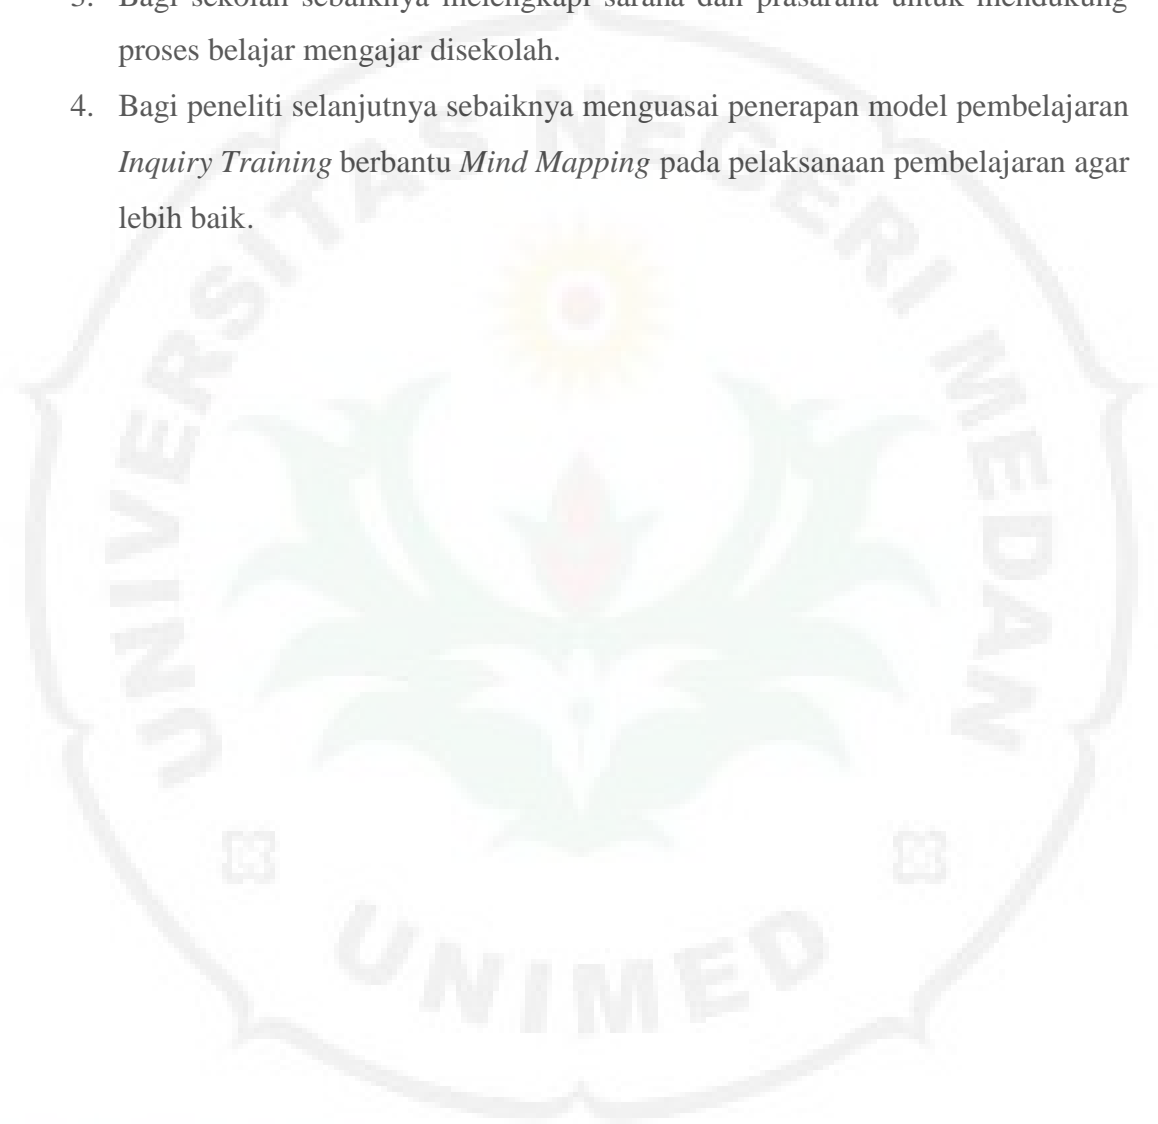 3. Bagi sekolah sebaiknya melengkapi sarana dan prasarana untuk mendukung
proses belajar mengajar disekolah.
4. Bagi peneliti selanjutnya sebaiknya menguasai penerapan model pembelajaran
Inquiry Training berbantu Mind Mapping pada pelaksanaan pembelajaran agar
lebih baik.
UNIVERSITAS NEGERI MEDAN
UNIMED